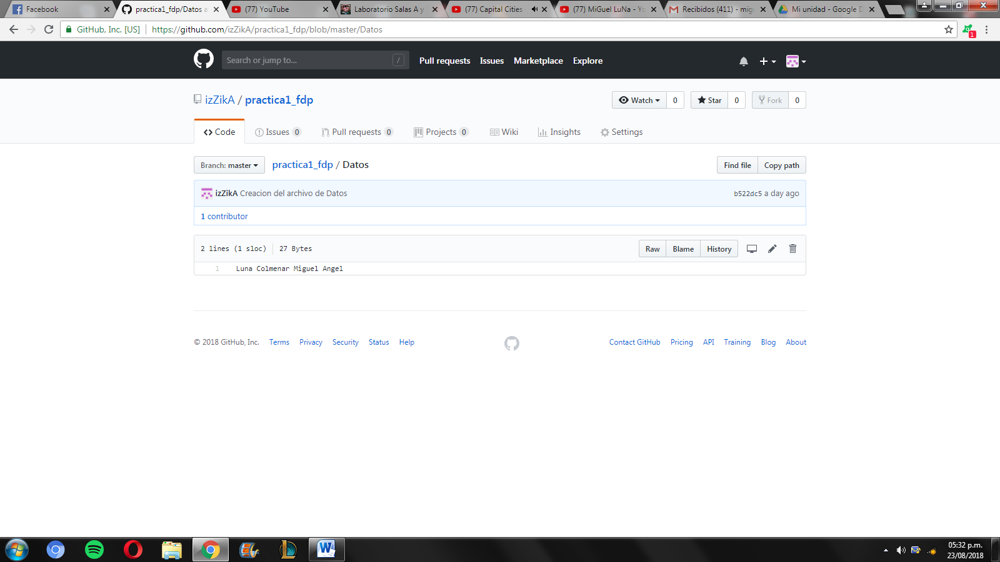 Facebook
practica1_fdp/Datos a
(77) YouTube
Laboratorio Salas A y
(77) Capital Cities -
(77) MiGuel LuNa - Yo
Recibidos (411) - mig
Mi unidad - Google D
GitHub, Inc. [US]
https://github.com/izZikA/practica1_fdp/blob/master/Datos
1
Search or jump to...
/
Pull requests
Issues
Marketplace
Explore
izZikA / practica1_fdp
Watch 0
Star 0
Fork 0
Code
Issues 0
Pull requests 0
Projects 0
Wiki
Insights
Settings
Branch: master
practica1_fdp / Datos
Find file
Copy path
izZikA Creacion del archivo de Datos
b522dc5 a day ago
1 contributor
2 lines (1 sloc)
27 Bytes
Raw
Blame
History
1 Luna Colmenar Miguel Angel
© 2018 GitHub, Inc.
Terms
Privacy
Security
Status
Help
Contact GitHub
Pricing
API
Training
Blog
About
05:32 p.m.
23/08/2018